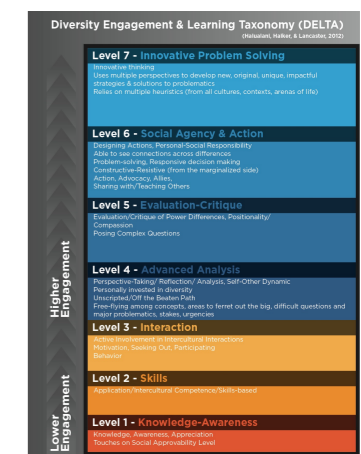 Diversity Engagement & Learning Taxonomy (DELTA)
(Halualani, Haiker, & Lancaster, 2012)
Level 7 - Innovative Problem Solving
Innovative thinking
Uses multiple perspectives to develop new, original, unique, impactful
strategies & solutions to problematics
Relies on multiple heuristics (from all cultures, contexts, arenas of life)
Level 6 - Social Agency & Action
Designing Actions, Personal-Social Responsibility
Able to see connections across differences
Problem-solving, Responsive decision making
Constructive-Resistive (from the marginalized side)
Action, Advocacy, Allies,
Sharing with/Teaching Others
Level 5 - Evaluation-Critique
Evaluation/Critique of Power Differences, Positionality/
Compassion
Posing Complex Questions
Level 4 - Advanced Analysis
Perspective-Taking/ Reflection/ Analysis, Self-Other Dynamic
Personally invested in diversity
Unscripted/Off the Beaten Path
Free-flying among concepts, areas to ferret out the big, difficult questions and
major problematics, stakes, urgencies
Level 3 - Interaction
Active Involvement in Intercultural Interactions
Motivation, Seeking Out, Participating
Behavior
Level 2 - Skills
Application/Intercultural Competence/Skills-based
Level 1 - Knowledge-Awareness
Knowledge, Awareness, Appreciation
Touches on Social Approvability Level
Higher
Engagement
Lower
Engagement